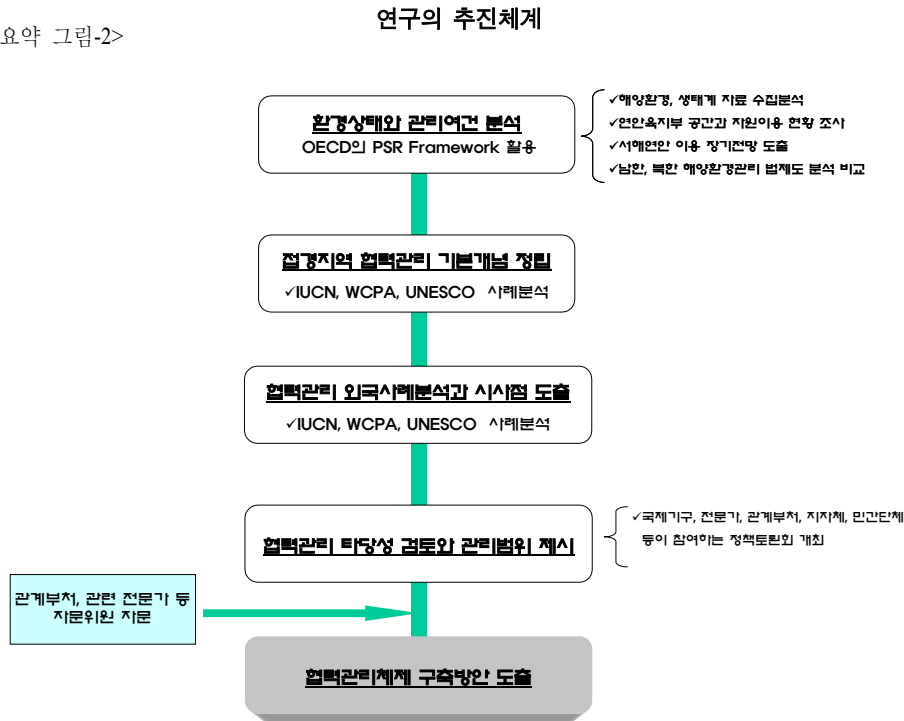 연구의 추진체계
요약 그림-2>
환경상태와 관리여건 분석
OECD의 PSR Framework 활용
✓해양환경, 생태계 자료 수집분석
✓연안육지부 공간과 자원이용 현황 조사
✓서해연안 이용 장기전망 도출
✓남한, 북한 해양환경관리 법제도 분석 비교
접경지역 협력관리 기본개념 정립
✓IUCN, WCPA, UNESCO 사례분석
협력관리 외국사례분석과 시사점 도출
✓IUCN, WCPA, UNESCO 사례분석
협력관리 타당성 검토와 관리범위 제시
✓국제기구, 전문가, 관계부처, 지자체, 민간단체
등이 참여하는 정책토론회 개최
관계부처, 관련 전문가 등
자문위원 자문
협력관리체제 구축방안 도출